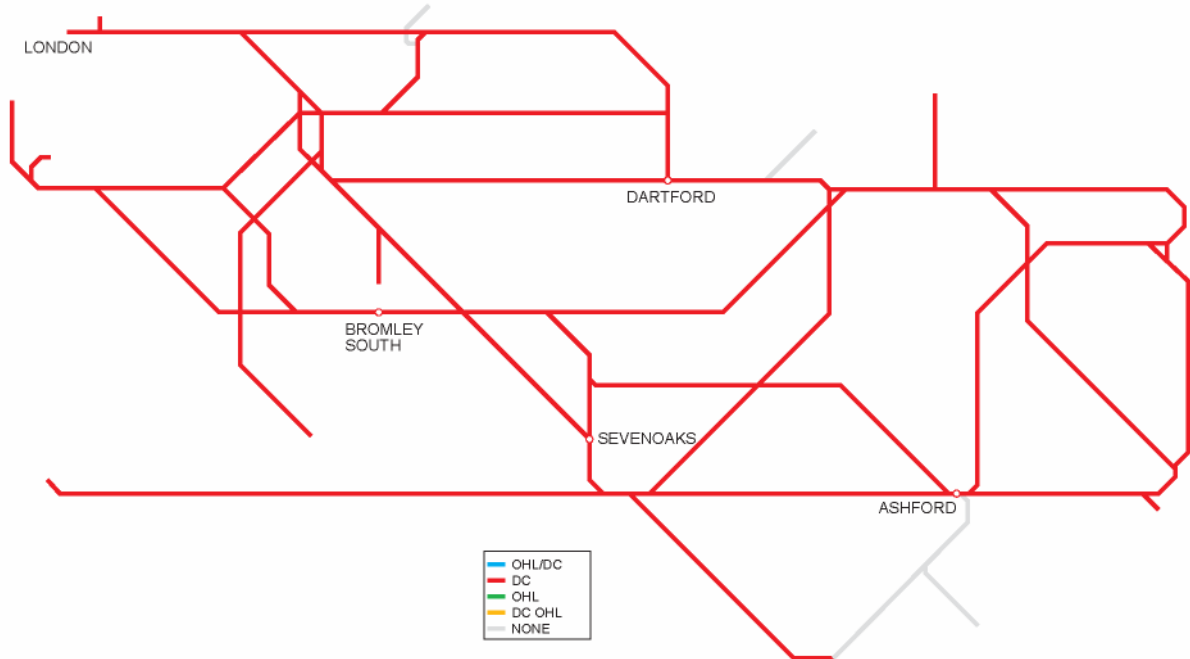 LONDON
DARTFORD
BROMLEY
SOUTH
SEVENOAKS
ASHFORD
OHL/DC
DC
OHL
DC OHL
NONE